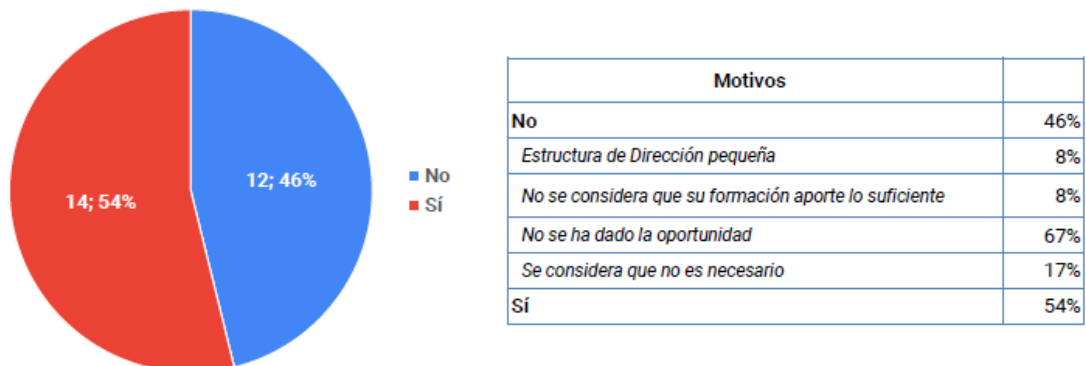 12; 46%
14; 54%
No
Sí
Motivos
No 46%
Estructura de Dirección pequeña 8%
No se considera que su formación aporte lo suficiente 8%
No se ha dado la oportunidad 67%
Se considera que no es necesario 17%
Sí 54%